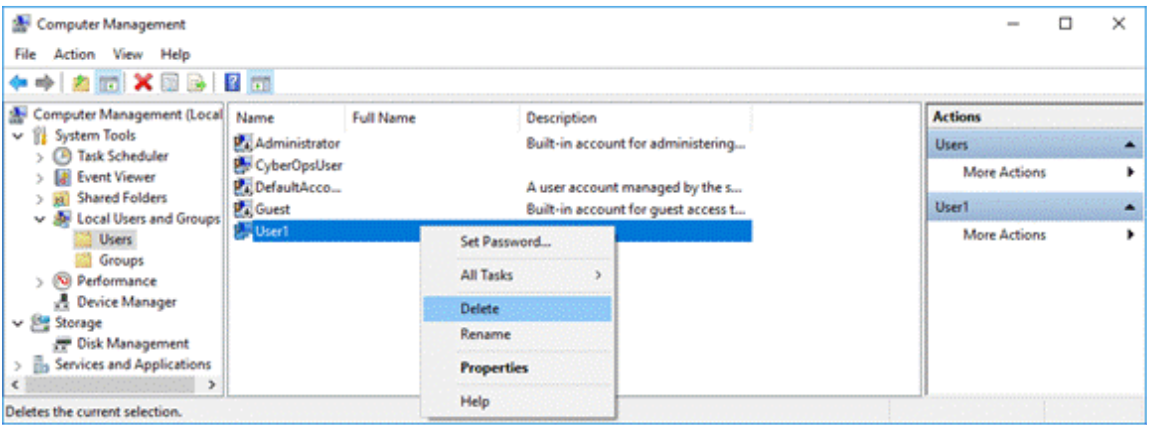 Computer Management
File Action View Help
Computer Management (Local
System Tools
Task Scheduler
Event Viewer
Shared Folders
Local Users and Groups
Users
Groups
Performance
Device Manager
Storage
Disk Management
Services and Applications
Name Full Name Description
Administrator Built-in account for administering...
CyberOpsUser
DefaultAcco... A user account managed by the s...
Guest Built-in account for guest access t...
User1
Set Password...
All Tasks
Delete
Rename
Properties
Help
Actions
Users
More Actions
User1
More Actions
Deletes the current selection.